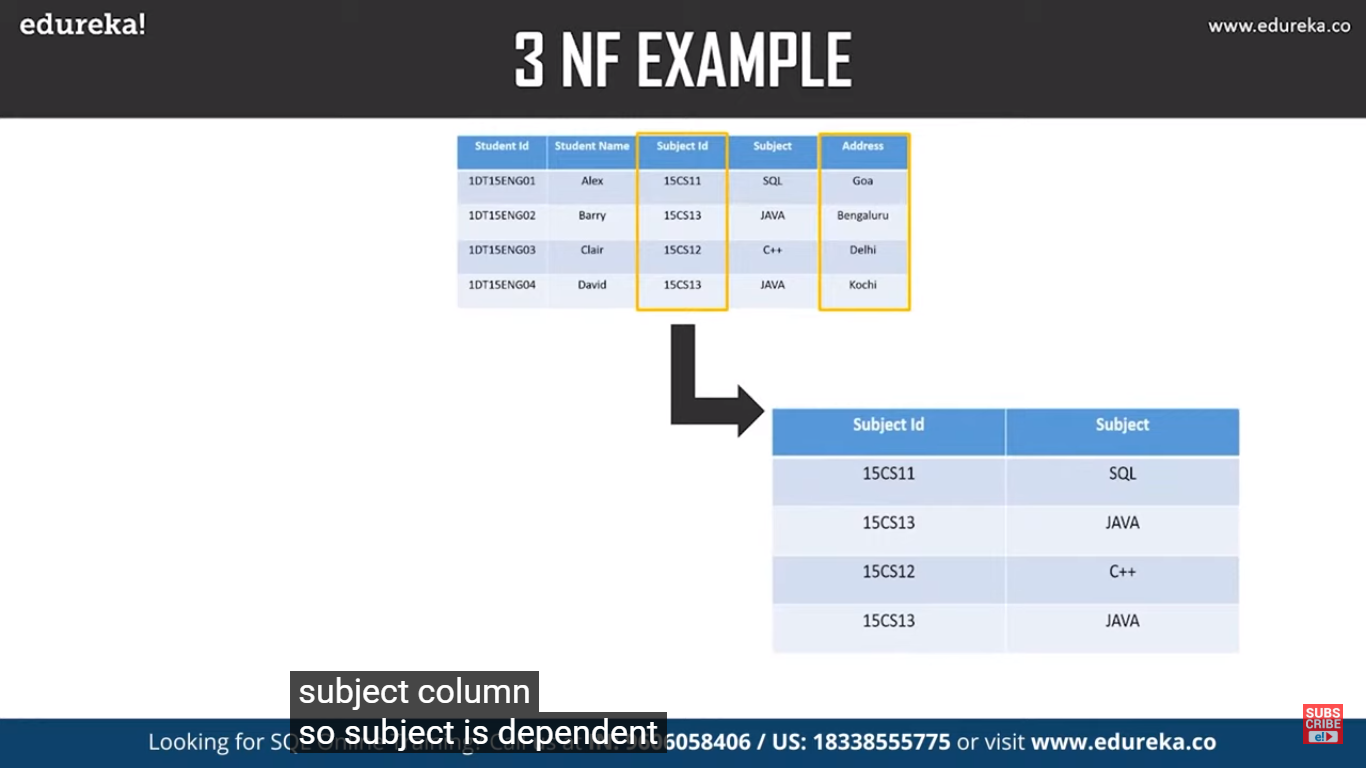 edureka!
www.edureka.co
3 NF EXAMPLE
Student Id Student Name Subject Id Subject Address
1DT15ENG01 Alex 15CS11 SQL Goa
1DT15ENG02 Barry 15CS13 JAVA Bengaluru
1DT15ENG03 Clair 15CS12 C++ Delhi
1DT15ENG04 David 15CS13 JAVA Kochi
Subject Id Subject
15CS11 SQL
15CS13 JAVA
15CS12 C++
15CS13 JAVA
subject column
so subject is dependent
Looking for 6058406 / US: 18338555775 or visit www.edureka.co
SUBSCRIBE
e!